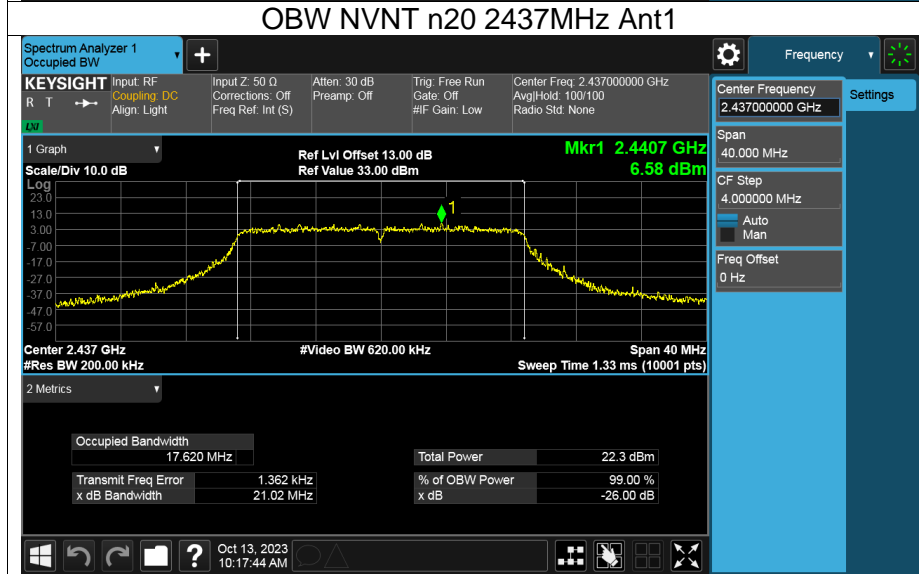 OBW NVNT n20 2437MHz Ant1
Spectrum Analyzer 1
Occupied BW
+
Frequency
KEYSIGHT
R T
LXI
Input: RF
Coupling: DC
Align: Light
Input Z: 50 Ω
Corrections: Off
Freq Ref: Int (S)
Atten: 30 dB
Preamp: Off
Trig: Free Run
Gate: Off
#IF Gain: Low
Center Freq: 2.437000000 GHz
Avg|Hold: 100/100
Radio Std: None
Center Frequency
2.437000000 GHz
Settings
Span
40.000 MHz
CF Step
4.000000 MHz
Auto
Man
Freq Offset
0 Hz
1 Graph
Scale/Div 10.0 dB
Ref Lvl Offset 13.00 dB
Ref Value 33.00 dBm
Mkr1 2.4407 GHz
6.58 dBm
Log
23.0
13.0
3.00
-7.00
-17.0
-27.0
-37.0
-47.0
-57.0
1
Center 2.437 GHz
#Video BW 620.00 kHz
Span 40 MHz
#Res BW 200.00 kHz
Sweep Time 1.33 ms (10001 pts)
2 Metrics
Occupied Bandwidth
17.620 MHz
Total Power 22.3 dBm
Transmit Freq Error 1.362 kHz
% of OBW Power 99.00 %
x dB Bandwidth 21.02 MHz
x dB -26.00 dB
?
Oct 13, 2023
10:17:44 AM